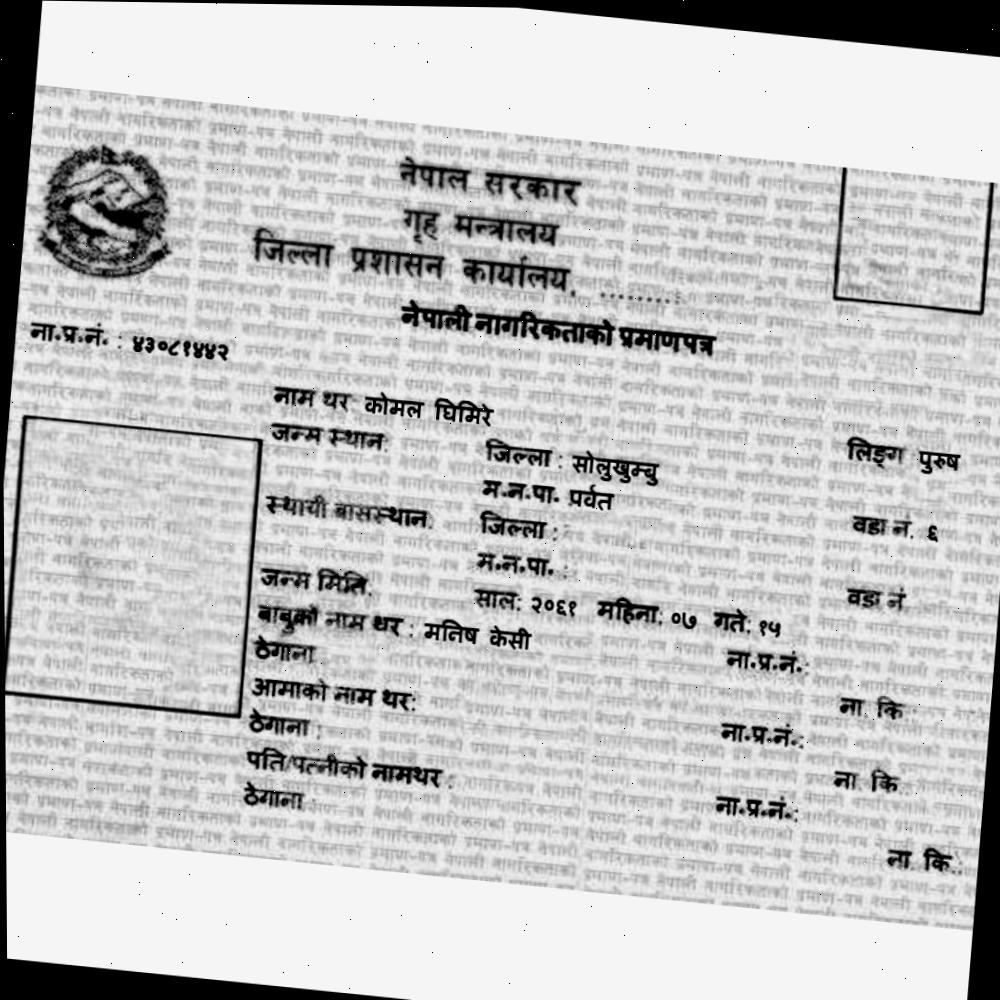 नेपाल सरकार
गृह मन्त्रालय
जिल्ला प्रशासन कार्यालय, .........
नेपाली नागरिकताको प्रमाणपत्र
ना.प्र.नं. : ४३०८१४४२
नाम थर: कोमल घिमिरे
लिङ्ग पुरुष
जन्म स्थान: जिल्ला : सोलुखुम्बु
म.न.पा. प्रर्वत वडा नं. ६
स्थायी बासस्थान: जिल्ला :
म.न.पा. : वडा नं
जन्म मिति: साल: २०६१ महिना: ०७ गते: १५
बाबुको नाम थर : मनिष केसी ना.प्र.नं.:
ठेगाना : ना. कि :
आमाको नाम थर: ना.प्र.नं.:
ठेगाना : ना. कि :
पति/पत्नीको नामथर : ना.प्र.नं.:
ठेगाना : ना. कि.: